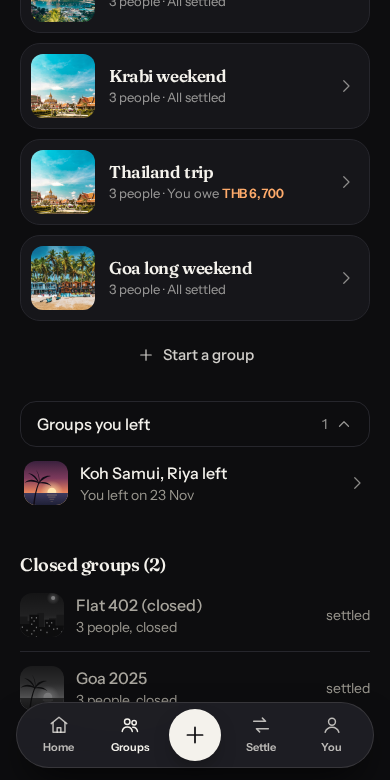 3 people · All settled
Krabi weekend
3 people · All settled
Thailand trip
3 people · You owe THB 6,700
Goa long weekend
3 people · All settled
Start a group
Groups you left
1
Koh Samui, Riya left
You left on 23 Nov
Closed groups (2)
Flat 402 (closed)
3 people, closed
settled
Goa 2025
3 people, closed
settled
Home
Groups
Settle
You